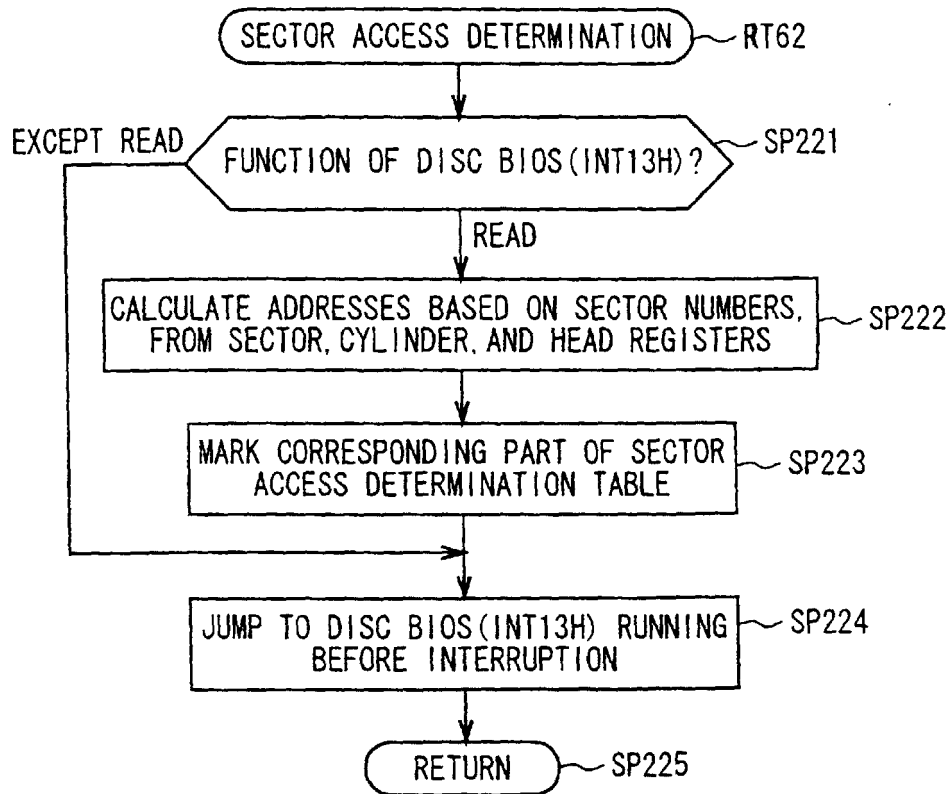 SECTOR ACCESS DETERMINATION
RT62
EXCEPT READ
FUNCTION OF DISC BIOS(INT13H)?
SP221
READ
CALCULATE ADDRESSES BASED ON SECTOR NUMBERS,
FROM SECTOR, CYLINDER, AND HEAD REGISTERS
SP222
MARK CORRESPONDING PART OF SECTOR
ACCESS DETERMINATION TABLE
SP223
JUMP TO DISC BIOS(INT13H) RUNNING
BEFORE INTERRUPTION
SP224
RETURN
SP225